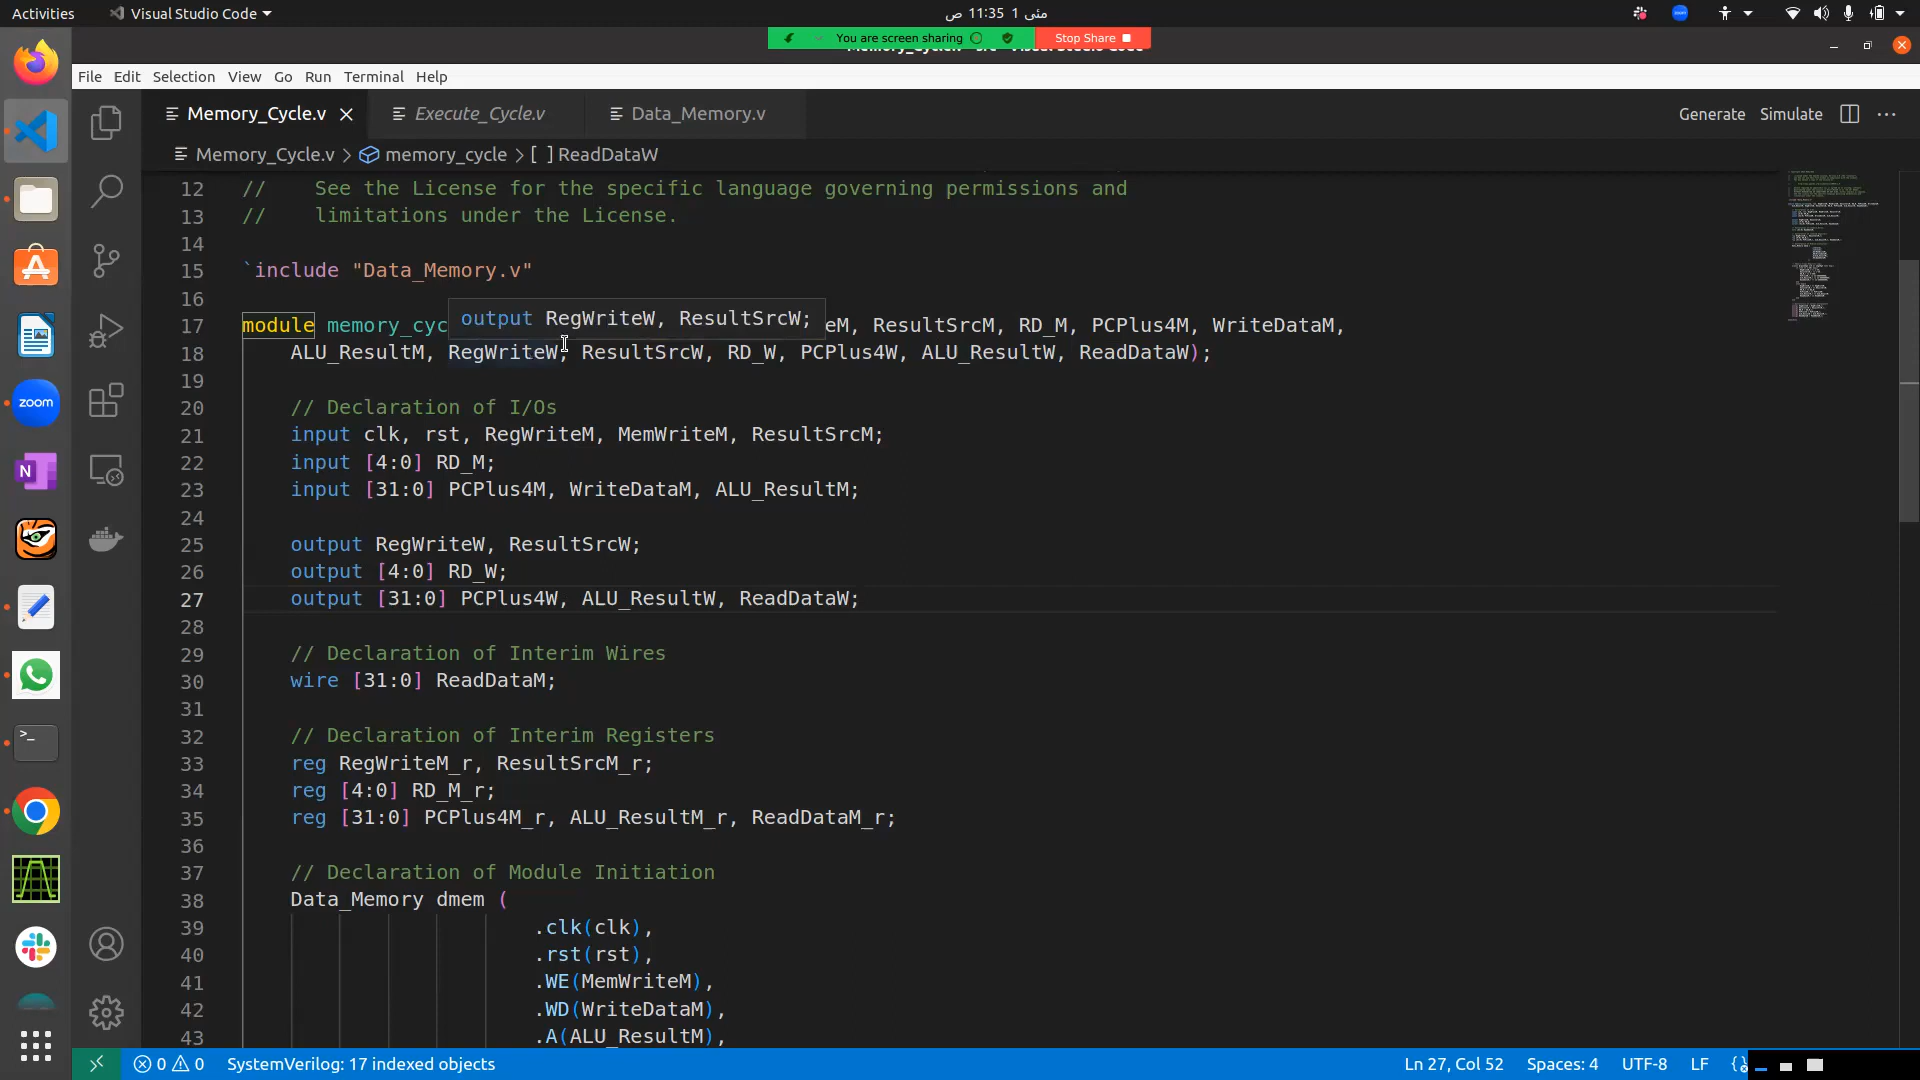 Activities
Visual Studio Code
مئی 1 11:35 ص
You are screen sharing
Stop Share
File Edit Selection View Go Run Terminal Help
Memory_Cycle.v
Execute_Cycle.v
Data_Memory.v
Generate Simulate
Memory_Cycle.v > memory_cycle > [ ] ReadDataW
12 //    See the License for the specific language governing permissions and
13 //    limitations under the License.
14
15 `include "Data_Memory.v"
16
output RegWriteW, ResultSrcW;
17 module memory_cyc eM, ResultSrcM, RD_M, PCPlus4M, WriteDataM,
18     ALU_ResultM, RegWriteW, ResultSrcW, RD_W, PCPlus4W, ALU_ResultW, ReadDataW);
19
20     // Declaration of I/Os
21     input clk, rst, RegWriteM, MemWriteM, ResultSrcM;
22     input [4:0] RD_M;
23     input [31:0] PCPlus4M, WriteDataM, ALU_ResultM;
24
25     output RegWriteW, ResultSrcW;
26     output [4:0] RD_W;
27     output [31:0] PCPlus4W, ALU_ResultW, ReadDataW;
28
29     // Declaration of Interim Wires
30     wire [31:0] ReadDataM;
31
32     // Declaration of Interim Registers
33     reg RegWriteM_r, ResultSrcM_r;
34     reg [4:0] RD_M_r;
35     reg [31:0] PCPlus4M_r, ALU_ResultM_r, ReadDataM_r;
36
37     // Declaration of Module Initiation
38     Data_Memory dmem (
39                         .clk(clk),
40                         .rst(rst),
41                         .WE(MemWriteM),
42                         .WD(WriteDataM),
43                         .A(ALU_ResultM),
zoom
N
0 0
SystemVerilog: 17 indexed objects
Ln 27, Col 52
Spaces: 4
UTF-8
LF